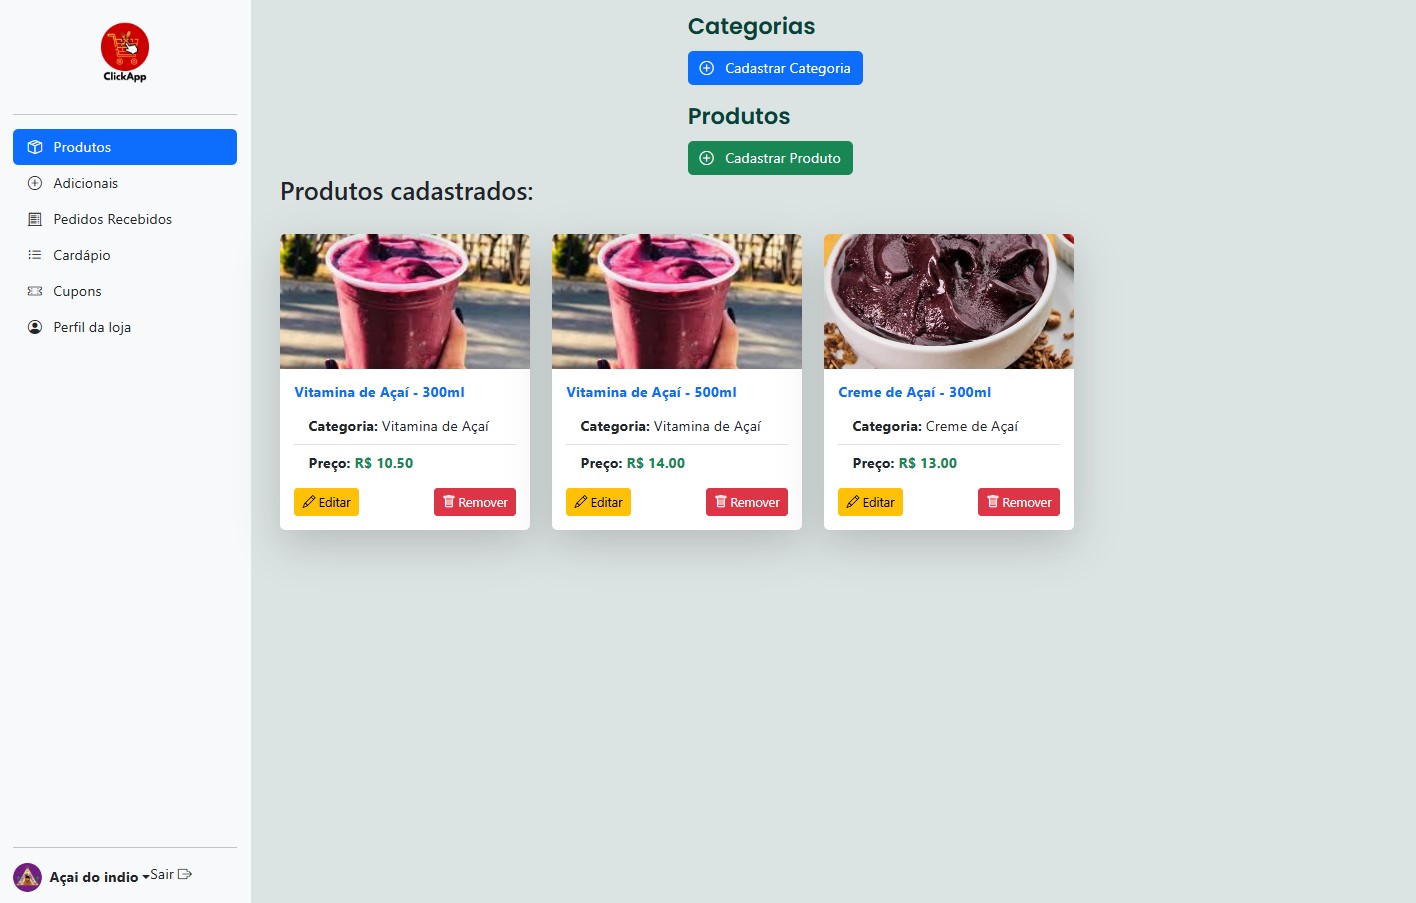 ClickApp
Produtos
Adicionais
Pedidos Recebidos
Cardápio
Cupons
Perfil da loja
Açai do indio
Sair
Categorias
Cadastrar Categoria
Produtos
Cadastrar Produto
Produtos cadastrados:
Vitamina de Açaí - 300ml
Categoria: Vitamina de Açaí
Preço: R$ 10.50
Editar
Remover
Vitamina de Açaí - 500ml
Categoria: Vitamina de Açaí
Preço: R$ 14.00
Editar
Remover
Creme de Açaí - 300ml
Categoria: Creme de Açaí
Preço: R$ 13.00
Editar
Remover